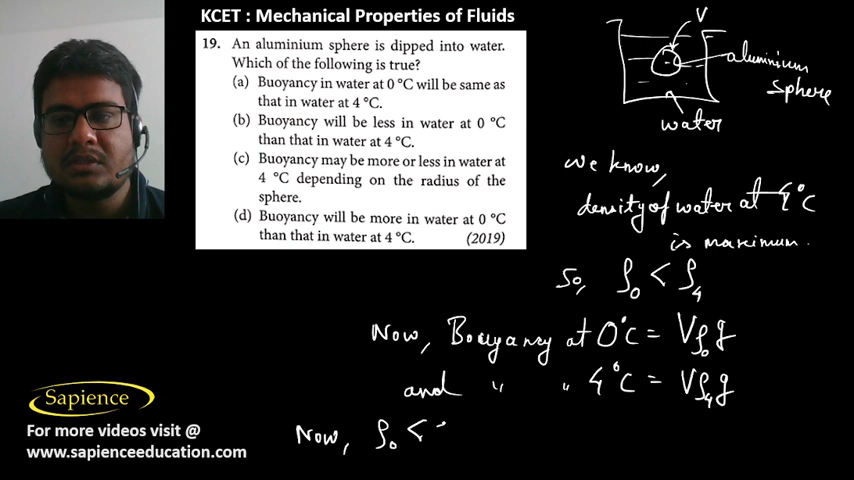 KCET : Mechanical Properties of Fluids
19. An aluminium sphere is dipped into water.
Which of the following is true?
(a) Buoyancy in water at 0 °C will be same as
that in water at 4 °C.
(b) Buoyancy will be less in water at 0 °C
than that in water at 4 °C.
(c) Buoyancy may be more or less in water at
4 °C depending on the radius of the
sphere.
(d) Buoyancy will be more in water at 0 °C
than that in water at 4 °C. (2019)
V
aluminium
sphere
water
We know,
density of water at 4°C
is maximum.
So, ρ₀ < ρ₄
Now, Bouyancy at 0°C = Vρ₀g
and " " 4°C = Vρ₄g
Now, ρ₀ <
Sapience
For more videos visit @
www.sapienceeducation.com